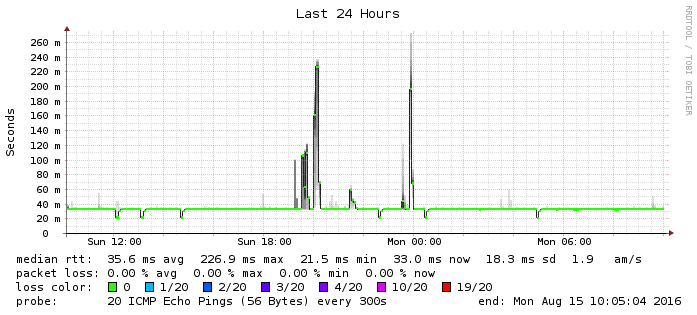 Last 24 Hours
RRDTOOL / TOBI OETIKER
Seconds
260 m
240 m
220 m
200 m
180 m
160 m
140 m
120 m
100 m
80 m
60 m
40 m
20 m
0
Sun 12:00 Sun 18:00 Mon 00:00 Mon 06:00
median rtt: 35.6 ms avg 226.9 ms max 21.5 ms min 33.0 ms now 18.3 ms sd 1.9 am/s
packet loss: 0.00 % avg 0.00 % max 0.00 % min 0.00 % now
loss color: 0 1/20 2/20 3/20 4/20 10/20 19/20
probe: 20 ICMP Echo Pings (56 Bytes) every 300s end: Mon Aug 15 10:05:04 2016